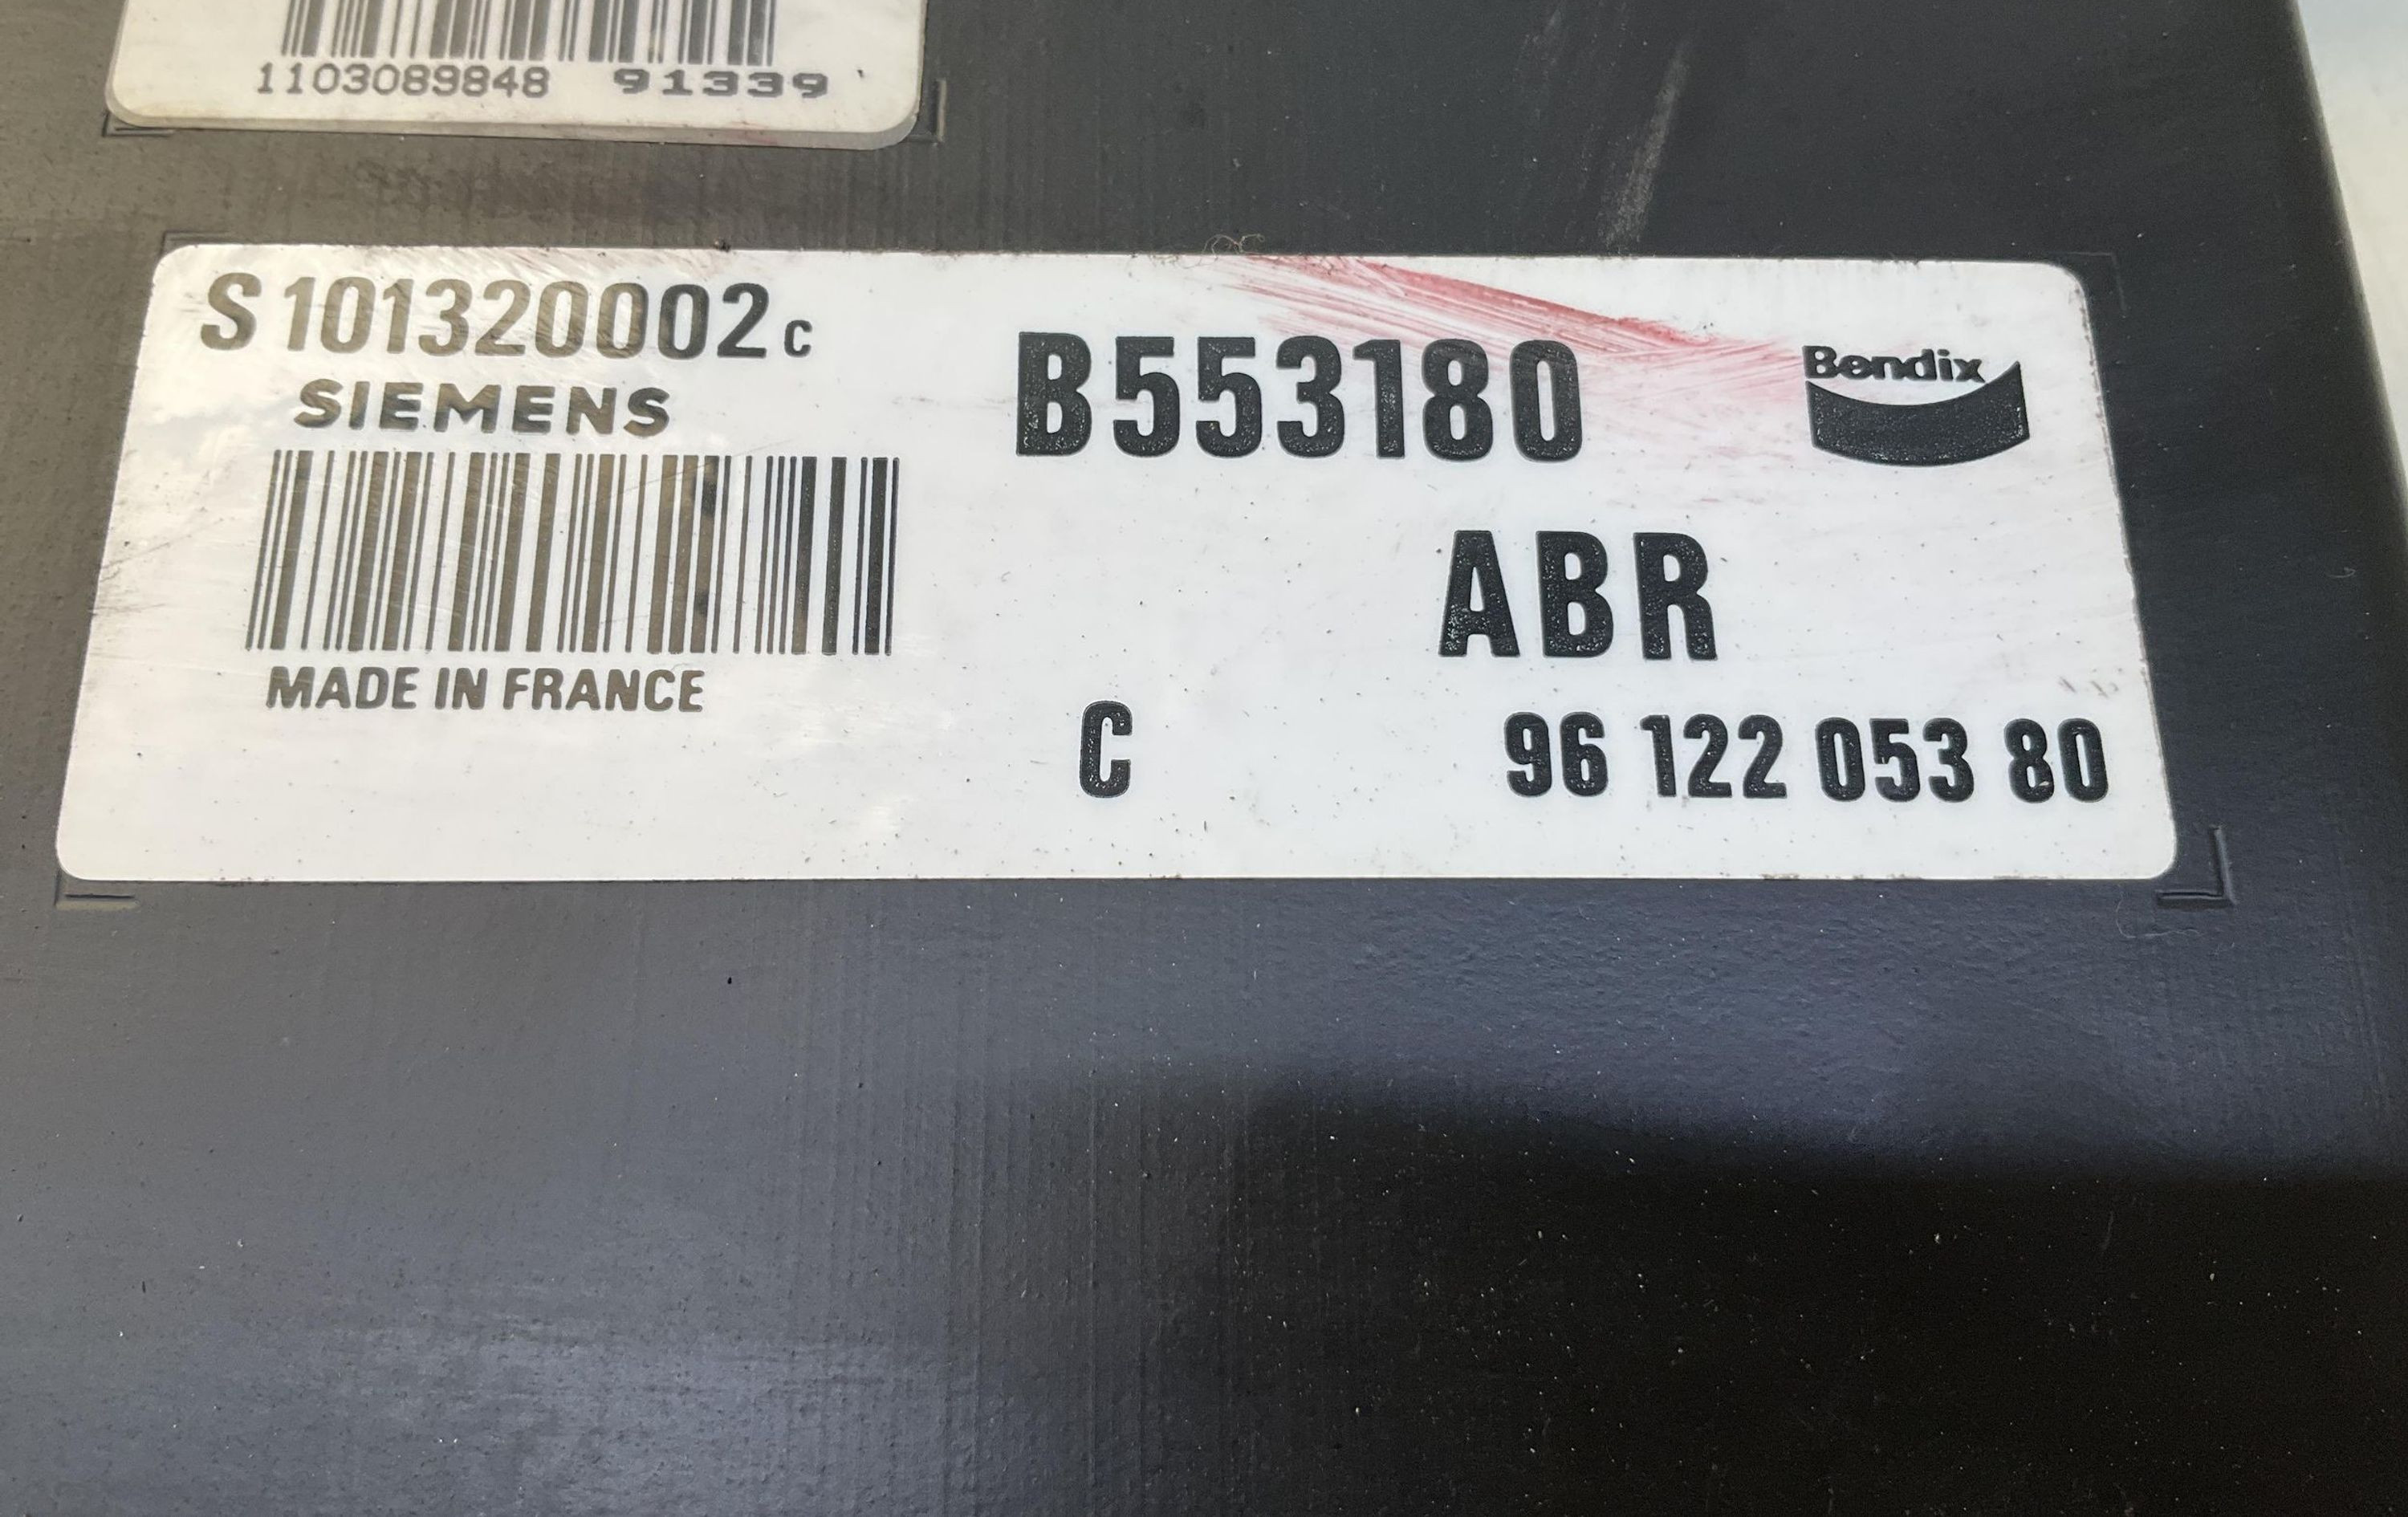 1103089848 91339
S101320002c
SIEMENS
B553180
Bendix
ABR
MADE IN FRANCE
C
96 122 053 80